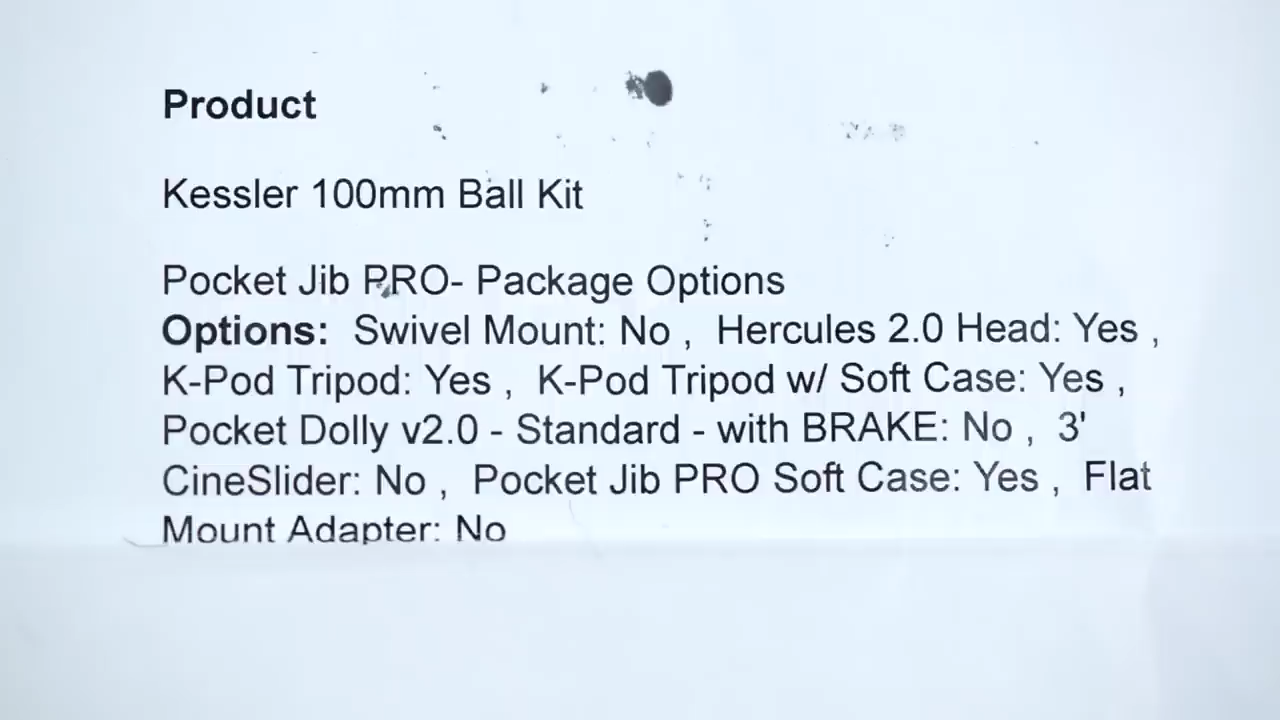 Product
Kessler 100mm Ball Kit
Pocket Jib PRO- Package Options
Options:  Swivel Mount: No ,  Hercules 2.0 Head: Yes ,
K-Pod Tripod: Yes ,  K-Pod Tripod w/ Soft Case: Yes ,
Pocket Dolly v2.0 - Standard - with BRAKE: No ,  3'
CineSlider: No ,  Pocket Jib PRO Soft Case: Yes ,  Flat
Mount Adapter: No